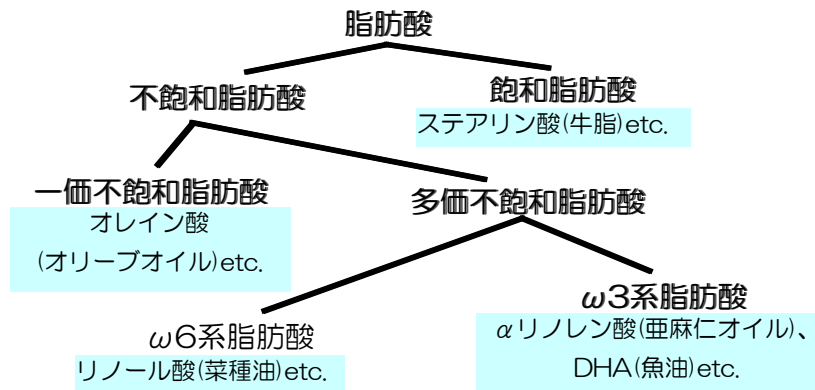 脂肪酸
不飽和脂肪酸
飽和脂肪酸
ステアリン酸(牛脂)etc.
一価不飽和脂肪酸
オレイン酸
(オリーブオイル)etc.
多価不飽和脂肪酸
ω6系脂肪酸
リノール酸(菜種油)etc.
ω3系脂肪酸
αリノレン酸(亜麻仁オイル)、
DHA(魚油)etc.